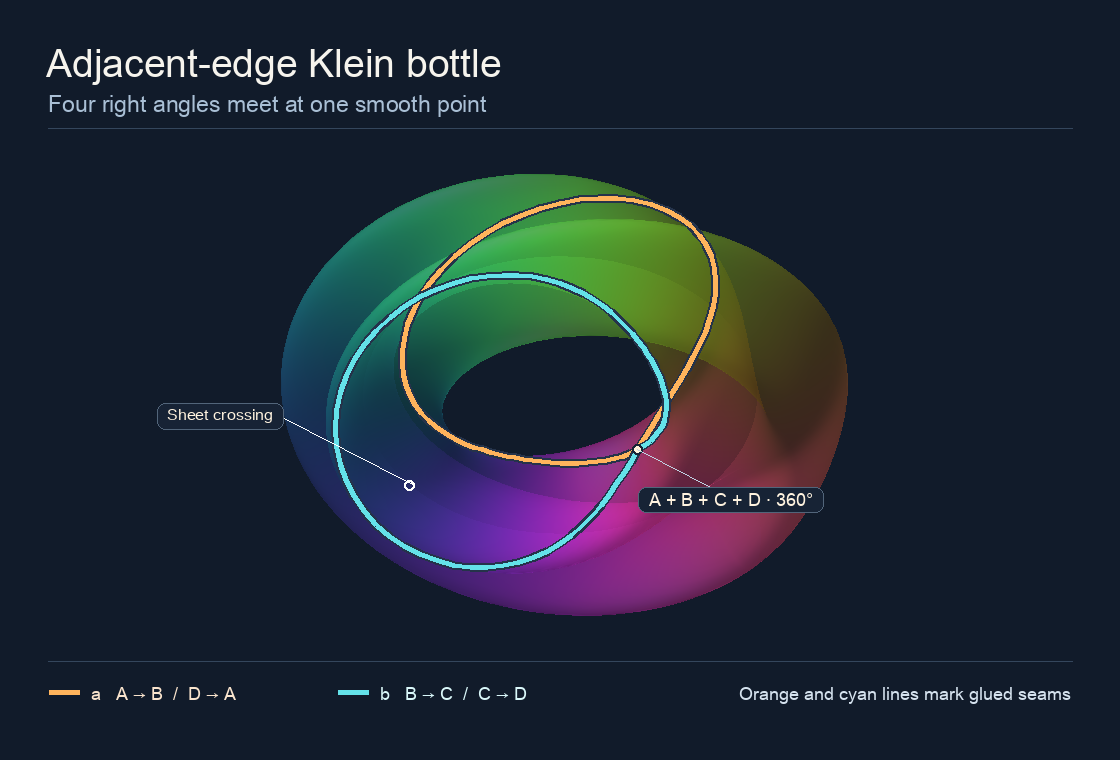 Adjacent-edge Klein bottle
Four right angles meet at one smooth point
Sheet crossing
A + B + C + D · 360°
a A→B / D→A
b B→C / C→D
Orange and cyan lines mark glued seams